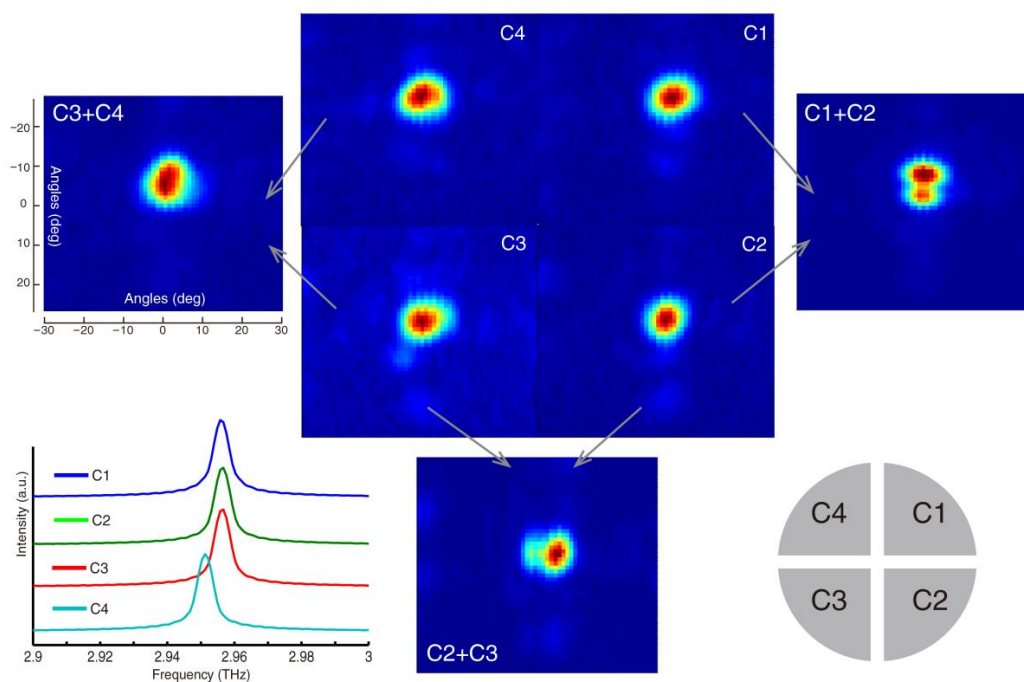 C4
C1
C3+C4
C1+C2
−20
−10
0
10
20
Angles (deg)
Angles (deg)
−30 −20 −10 0 10 20 30
C3
C2
C2+C3
Intensity (a.u.)
C1
C2
C3
C4
2.9 2.92 2.94 2.96 2.98 3
Frequency (THz)
C4 C1
C3 C2